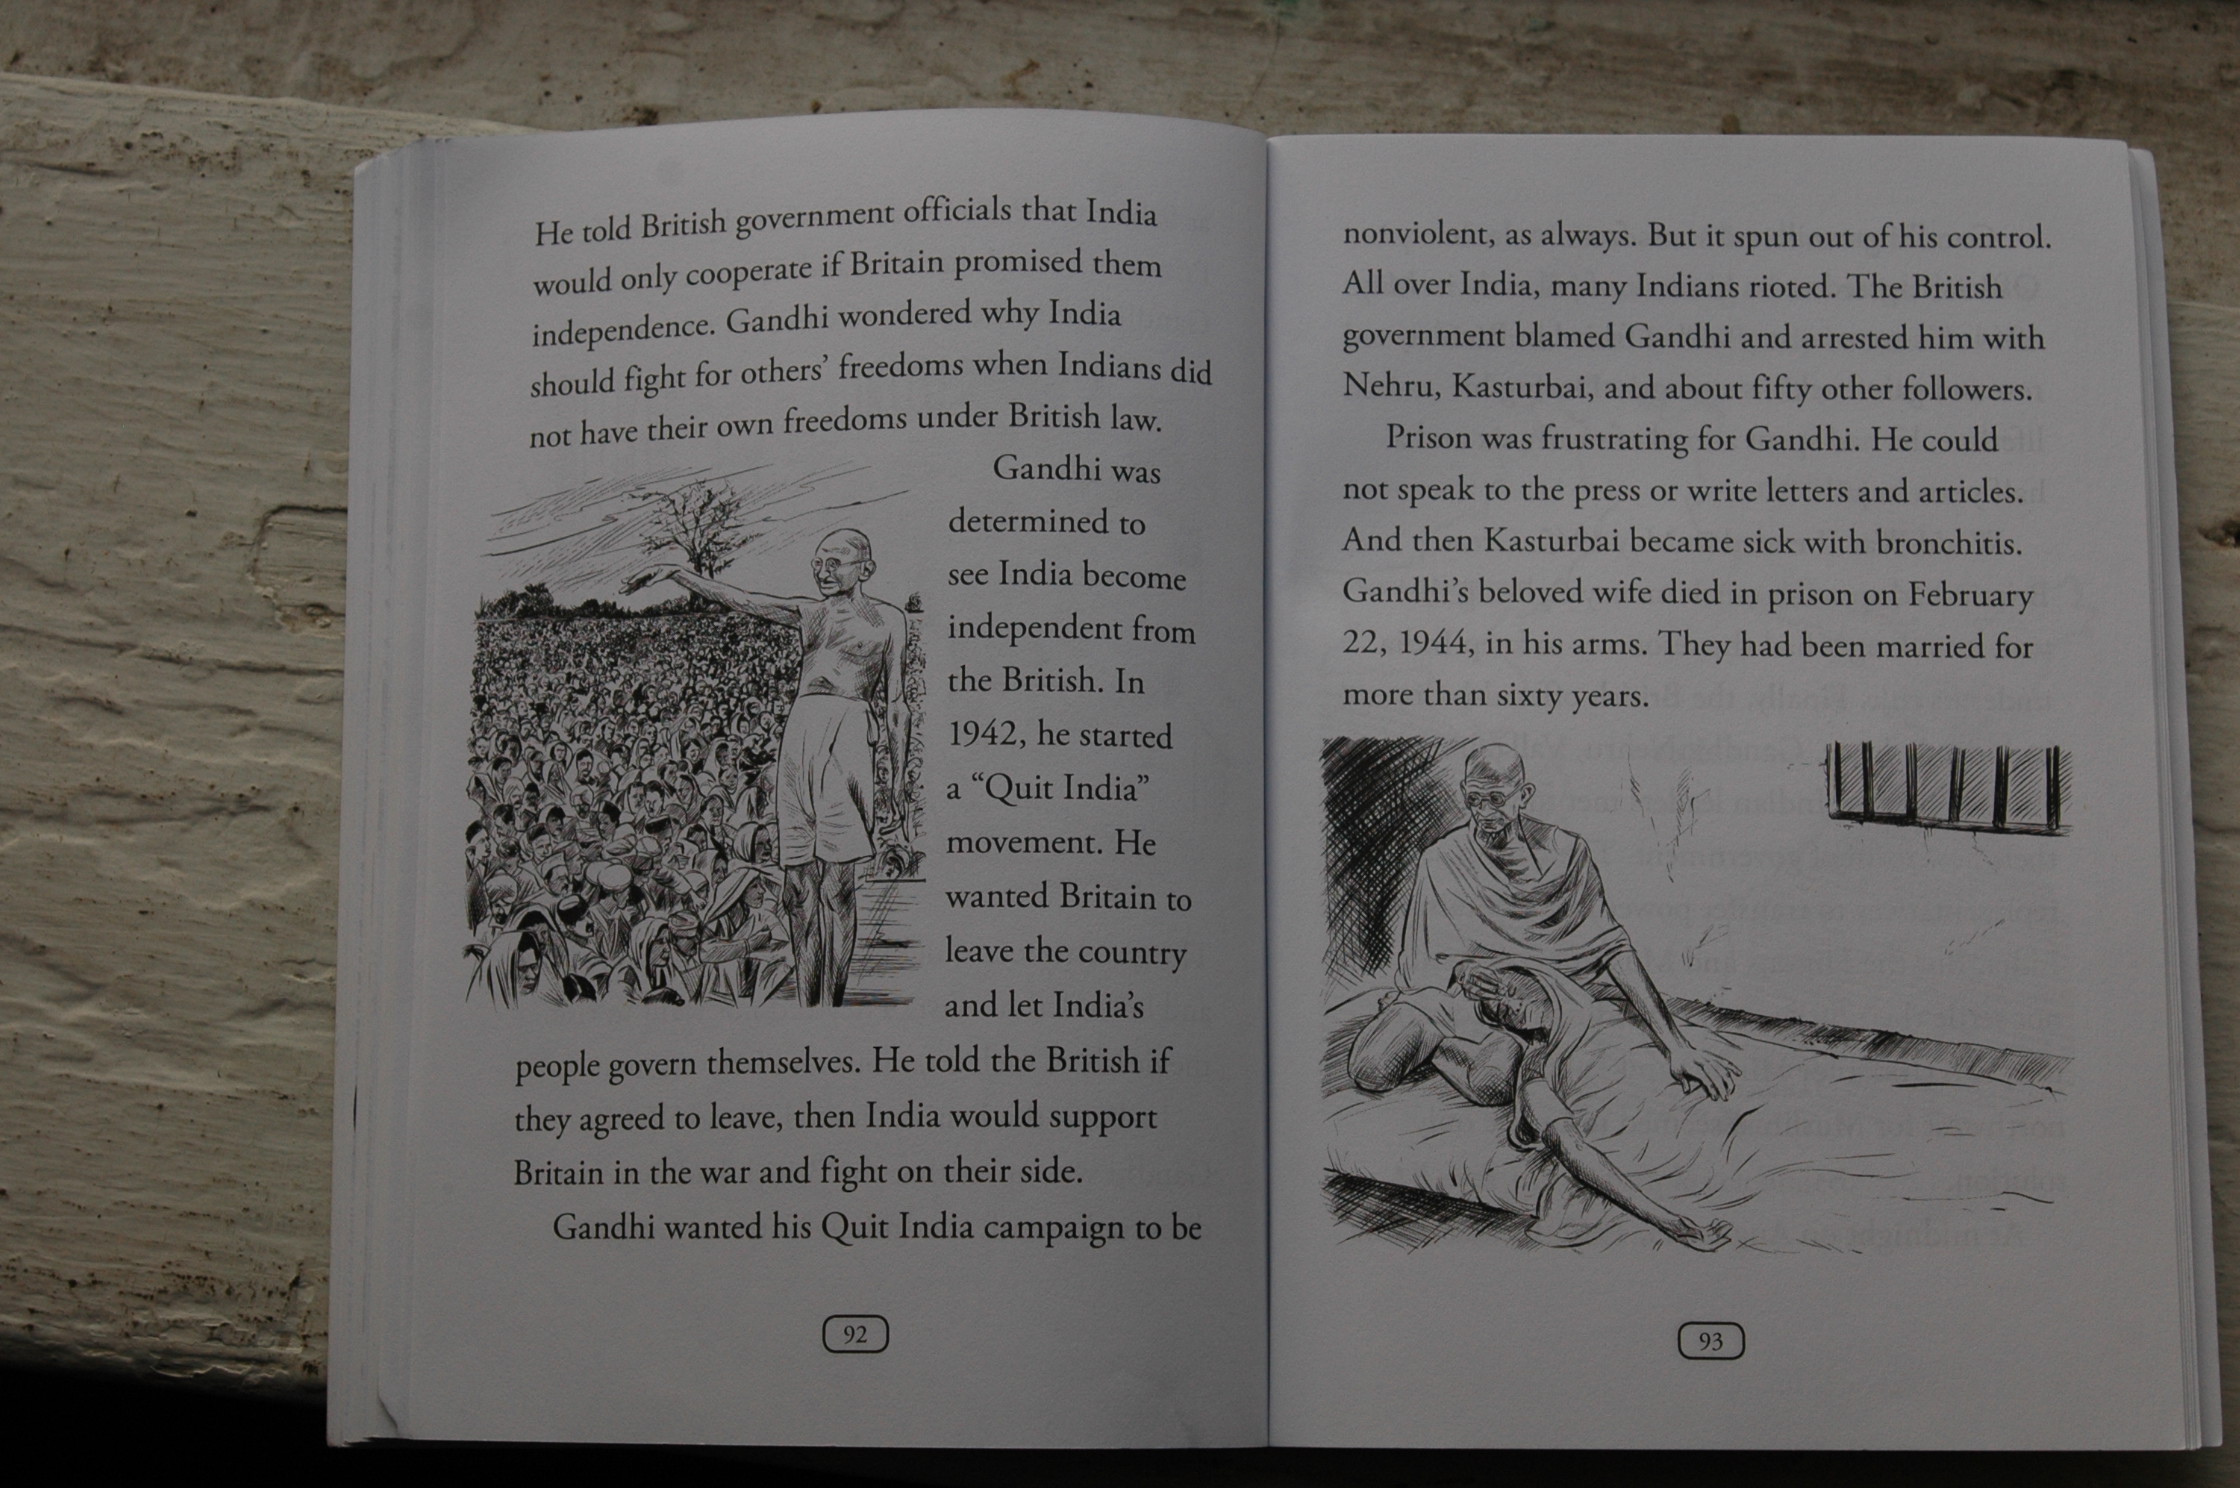 He told British government officials that India
would only cooperate if Britain promised them
independence. Gandhi wondered why India
should fight for others’ freedoms when Indians did
not have their own freedoms under British law.
Gandhi was
determined to
see India become
independent from
the British. In
1942, he started
a “Quit India”
movement. He
wanted Britain to
leave the country
and let India’s
people govern themselves. He told the British if
they agreed to leave, then India would support
Britain in the war and fight on their side.
Gandhi wanted his Quit India campaign to be
92
nonviolent, as always. But it spun out of his control.
All over India, many Indians rioted. The British
government blamed Gandhi and arrested him with
Nehru, Kasturbai, and about fifty other followers.
Prison was frustrating for Gandhi. He could
not speak to the press or write letters and articles.
And then Kasturbai became sick with bronchitis.
Gandhi’s beloved wife died in prison on February
22, 1944, in his arms. They had been married for
more than sixty years.
93